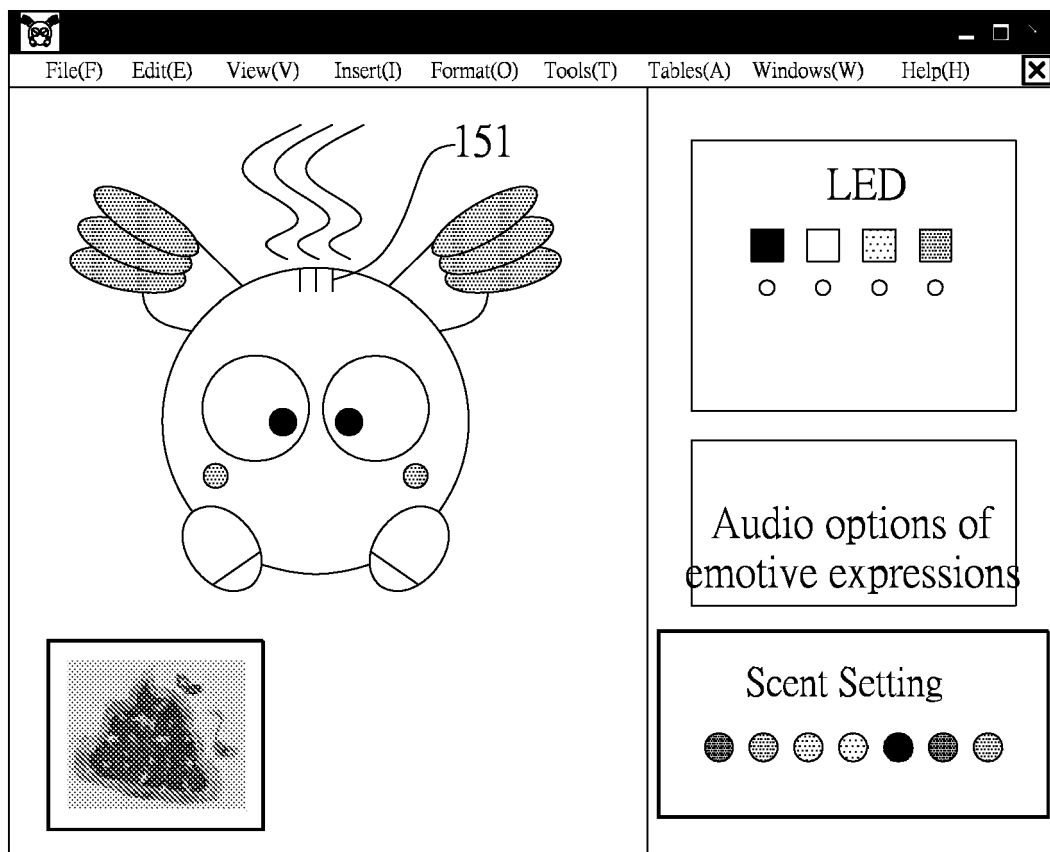 File(F) Edit(E) View(V) Insert(I) Format(O) Tools(T) Tables(A) Windows(W) Help(H)
151
LED
Audio options of
emotive expressions
Scent Setting